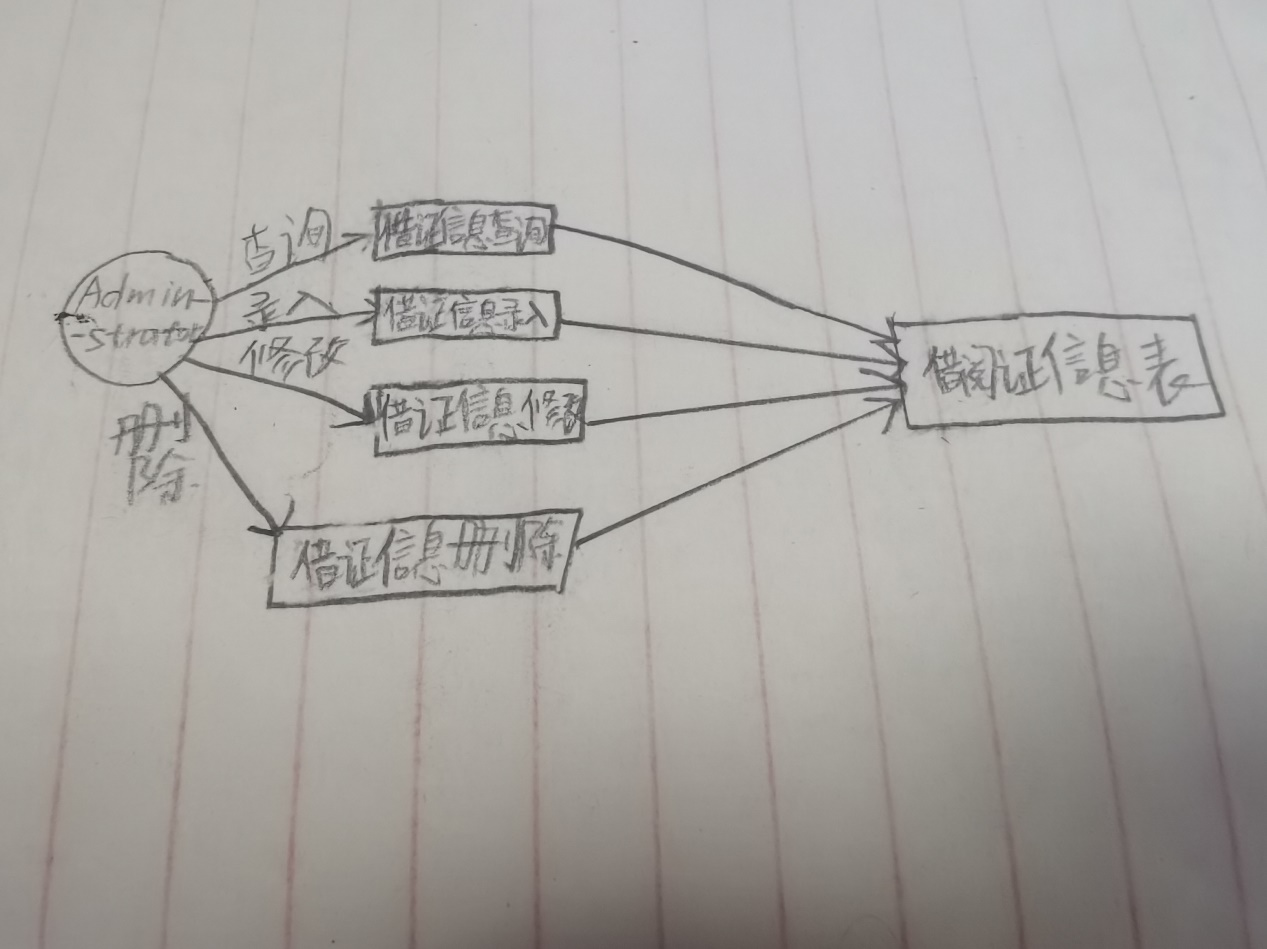 查询
借证信息查询
Admin-
-strator
录入
借证信息录入
修改
借证信息修改
借阅证信息表
删
除
借证信息删除